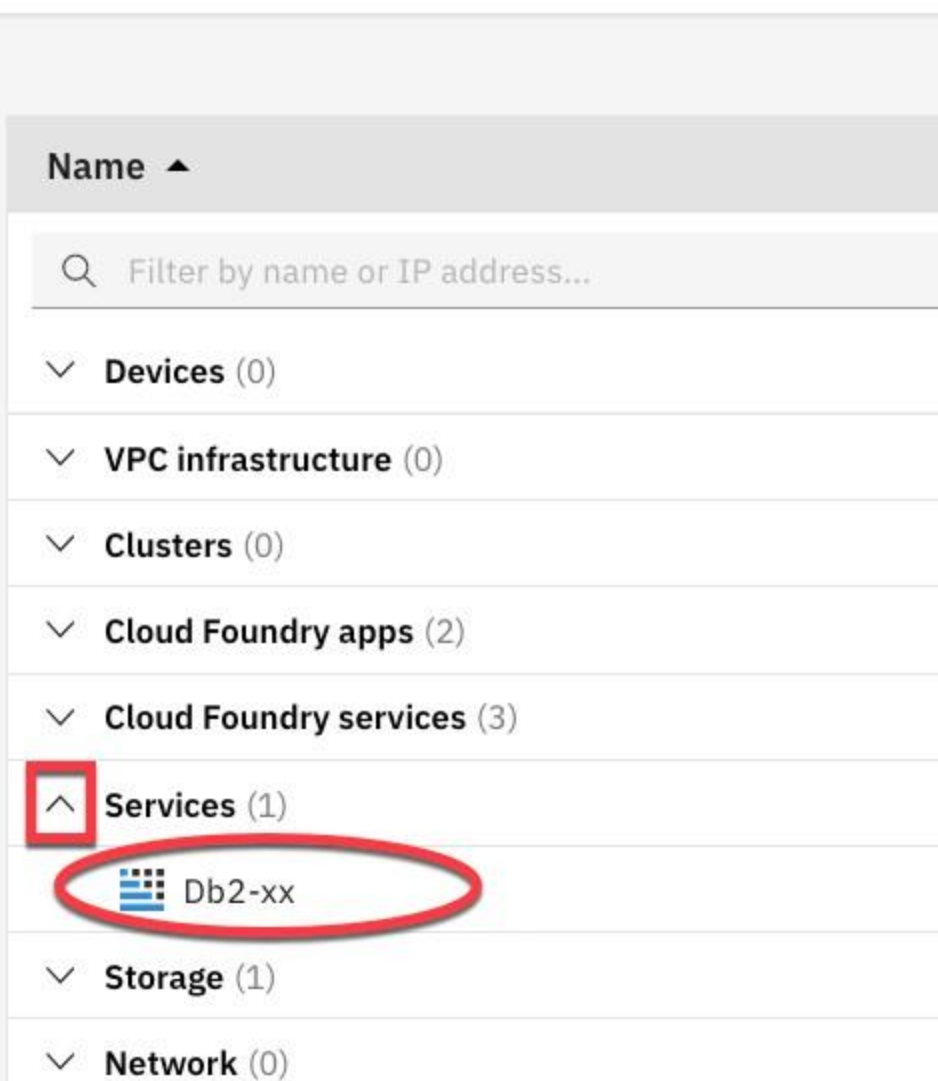 Name
Filter by name or IP address...
Devices (0)
VPC infrastructure (0)
Clusters (0)
Cloud Foundry apps (2)
Cloud Foundry services (3)
Services (1)
Db2-xx
Storage (1)
Network (0)